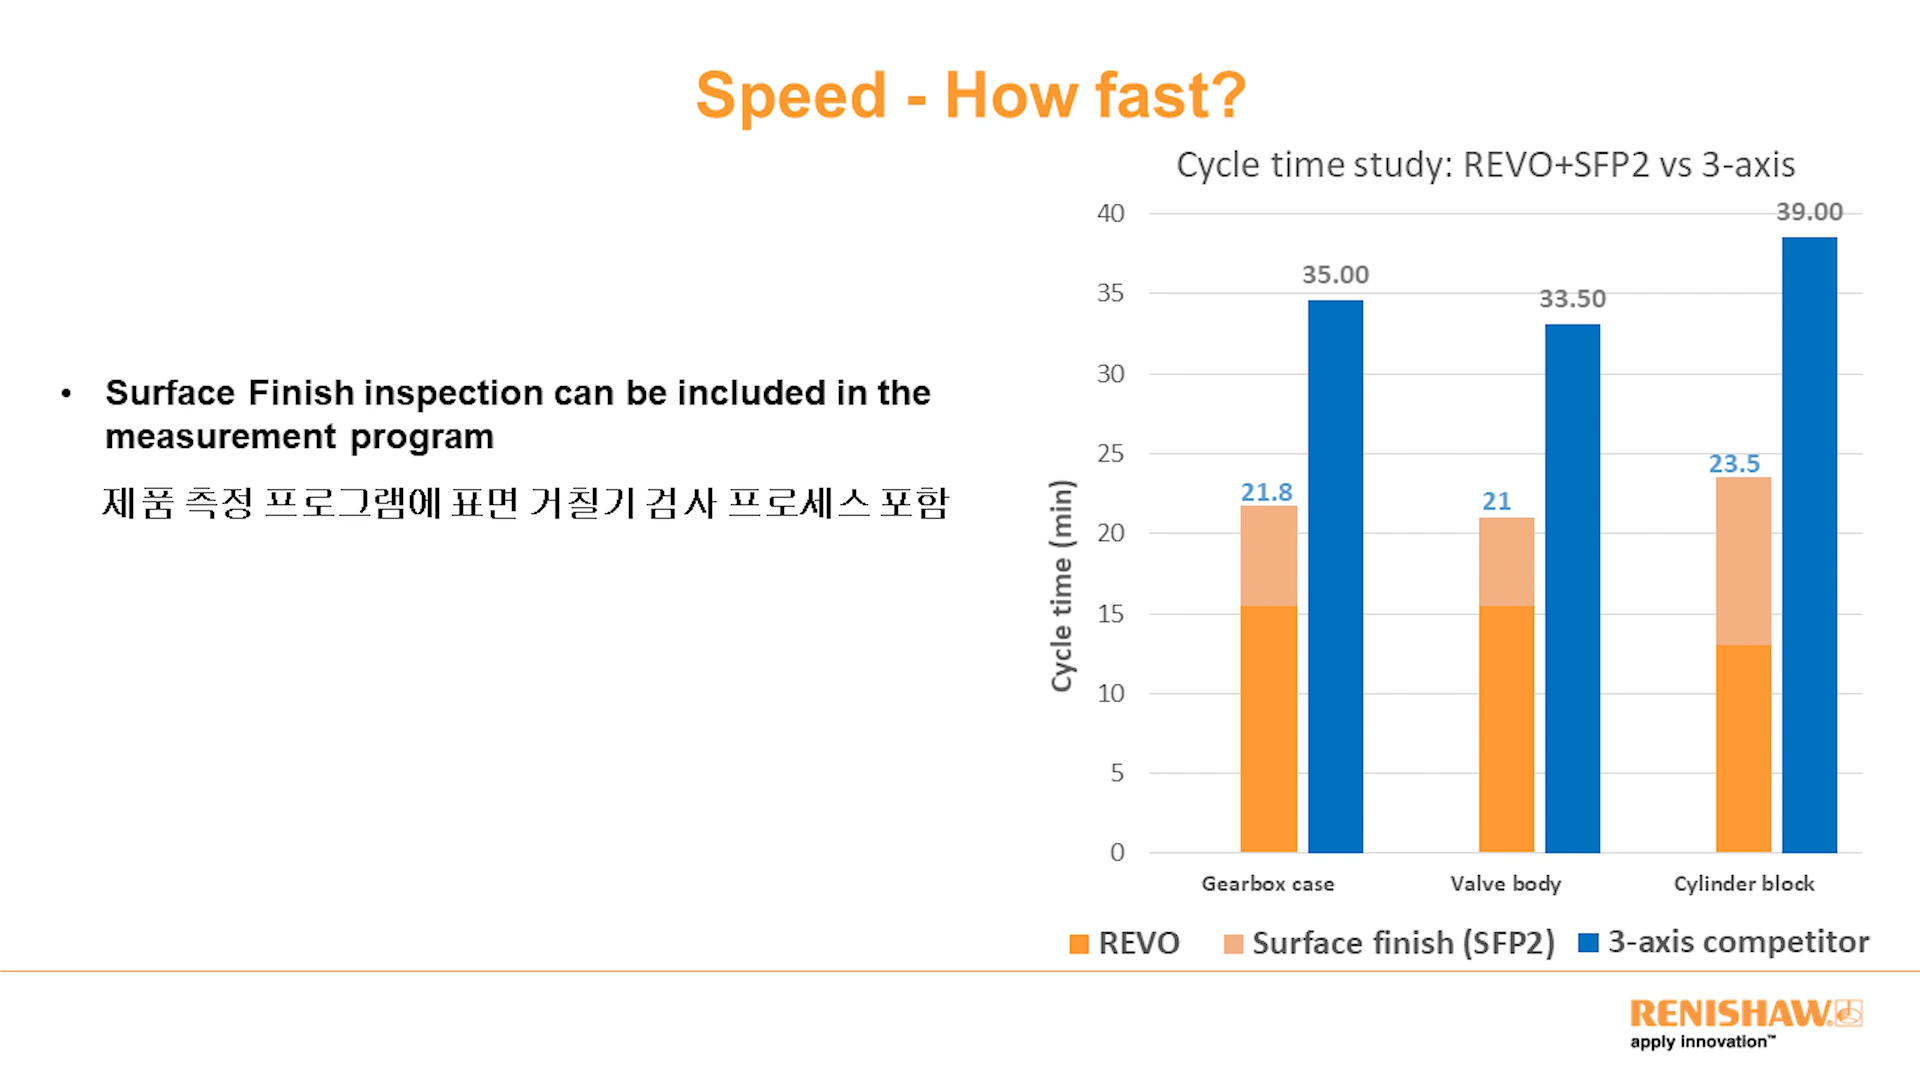 Speed - How fast?
• Surface Finish inspection can be included in the
measurement program
제품 측정 프로그램에 표면 거칠기 검사 프로세스 포함
Cycle time study: REVO+SFP2 vs 3-axis
Cycle time (min)
40
35
30
25
20
15
10
5
0
21.8
35.00
21
33.50
23.5
39.00
Gearbox case
Valve body
Cylinder block
REVO
Surface finish (SFP2)
3-axis competitor
RENISHAW.
apply innovation™